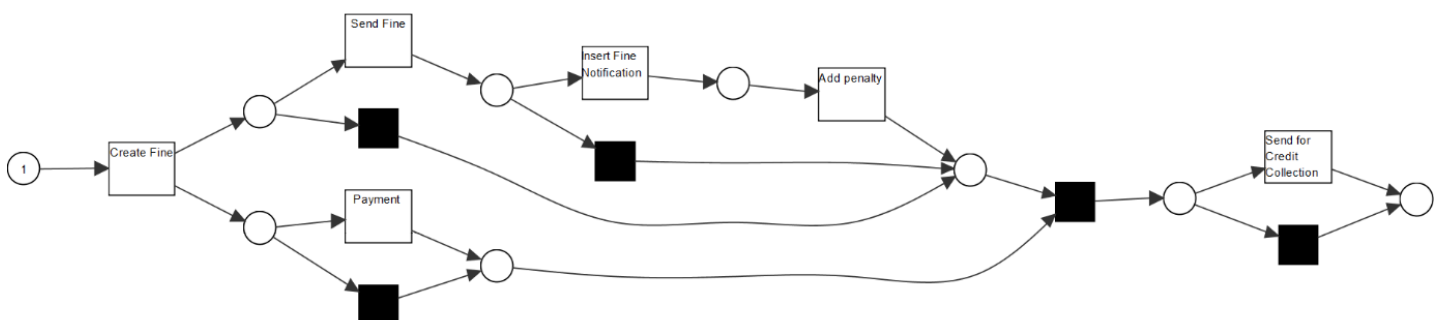 1
Create Fine
Send Fine
Payment
Insert Fine
Notification
Add penalty
Send for
Credit
Collection